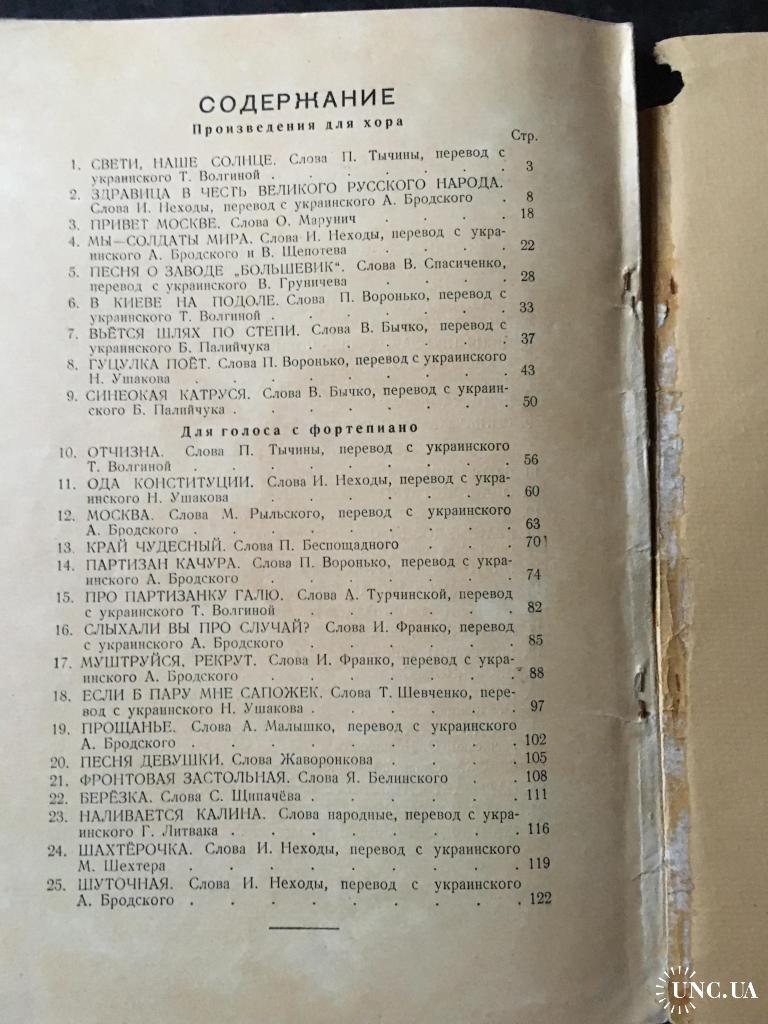 СОДЕРЖАНИЕ
Произведения для хора
Стр.
1. СВЕТИ, НАШЕ СОЛНЦЕ. Слова П. Тычины, перевод с
украинского Т. Волгиной . . . . . . . 3
2. ЗДРАВИЦА В ЧЕСТЬ ВЕЛИКОГО РУССКОГО НАРОДА.
Слова И. Неходы, перевод с украинского А. Бродского . 8
3. ПРИВЕТ МОСКВЕ. Слова О. Марунич . . . . 18
4. МЫ—СОЛДАТЫ МИРА. Слова И. Неходы, перевод с укра-
инского А. Бродского и В. Щепотева . . . . 22
5. ПЕСНЯ О ЗАВОДЕ „БОЛЬШЕВИК“. Слова В. Спасиченко,
перевод с украинского В. Груничева . . . . 28
6. В КИЕВЕ НА ПОДОЛЕ. Слова П. Воронько, перевод с
украинского Т. Волгиной . . . . . . . 33
7. ВЬЁТСЯ ШЛЯХ ПО СТЕПИ. Слова В. Бычко, перевод с
украинского Б. Палийчука . . . . . . 37
8. ГУЦУЛКА ПОЁТ. Слова П. Воронько, перевод с украинского
Н. Ушакова . . . . . . . . . 43
9. СИНЕОКАЯ КАТРУСЯ. Слова В. Бычко, перевод с украин-
ского Б. Палийчука . . . . . . . 50
Для голоса с фортепиано
10. ОТЧИЗНА. Слова П. Тычины, перевод с украинского
Т. Волгиной . . . . . . . . . 56
11. ОДА КОНСТИТУЦИИ. Слова И. Неходы, перевод с укра-
инского Н. Ушакова . . . . . . . 60
12. МОСКВА. Слова М. Рыльского, перевод с украинского
А. Бродского . . . . . . . . . 63
13. КРАЙ ЧУДЕСНЫЙ. Слова П. Беспощадного . . . 70
14. ПАРТИЗАН КАЧУРА. Слова П. Воронько, перевод с укра-
инского А. Бродского . . . . . . . 74
15. ПРО ПАРТИЗАНКУ ГАЛЮ. Слова А. Турчинской, перевод
с украинского Т. Волгиной . . . . . . 82
16. СЛЫХАЛИ ВЫ ПРО СЛУЧАЙ? Слова И. Франко, перевод
с украинского А. Бродского . . . . . . 85
17. МУШТРУЙСЯ, РЕКРУТ. Слова И. Франко, перевод с укра-
инского А. Бродского . . . . . . . 88
18. ЕСЛИ Б ПАРУ МНЕ САПОЖЕК. Слова Т. Шевченко, пере-
вод с украинского Н. Ушакова . . . . . . 97
19. ПРОЩАНЬЕ. Слова А. Малышко, перевод с украинского
А. Бродского . . . . . . . . . 102
20. ПЕСНЯ ДЕВУШКИ. Слова Жаворонкова . . . . 105
21. ФРОНТОВАЯ ЗАСТОЛЬНАЯ. Слова Я. Белинского . . 108
22. БЕРЁЗКА. Слова С. Щипачёва . . . . . . 111
23. НАЛИВАЕТСЯ КАЛИНА. Слова народные, перевод с укра-
инского Г. Литвака . . . . . . . . 116
24. ШАХТЁРОЧКА. Слова И. Неходы, перевод с украинского
М. Шехтера . . . . . . . . . 119
25. ШУТОЧНАЯ. Слова И. Неходы, перевод с украинского
А. Бродского . . . . . . . . . 122
UNC.UA